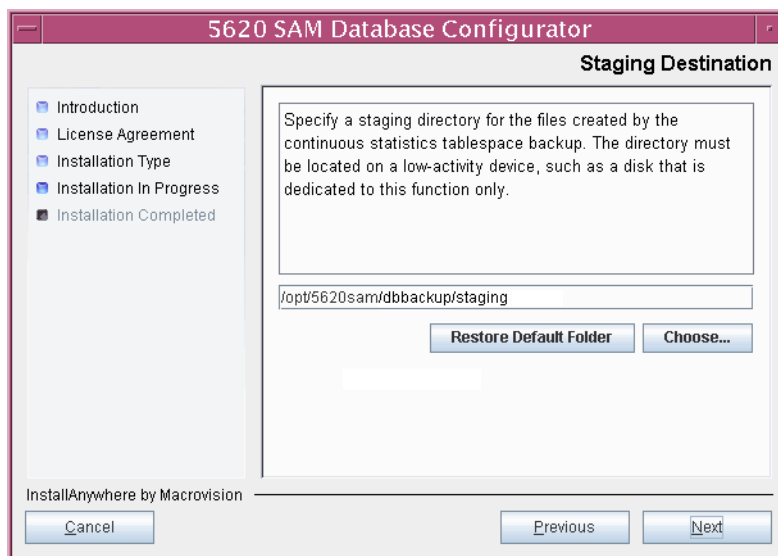 5620 SAM Database Configurator
Staging Destination
Introduction
License Agreement
Installation Type
Installation In Progress
Installation Completed
Specify a staging directory for the files created by the
continuous statistics tablespace backup. The directory must
be located on a low-activity device, such as a disk that is
dedicated to this function only.
/opt/5620sam/dbbackup/staging
Restore Default Folder
Choose...
InstallAnywhere by Macrovision
Cancel
Previous
Next